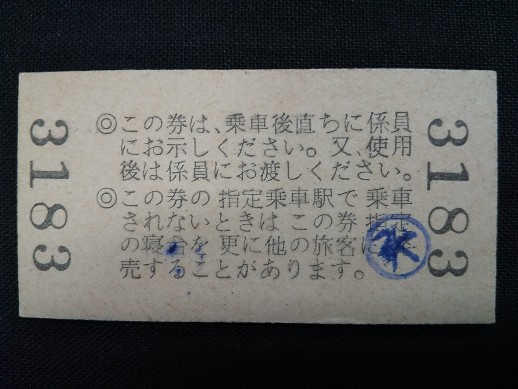 3183
◎この券は、乗車後直ちに係員
にお示しください。又、使用
後は係員にお渡しください。
◎この券の 指定乗車駅で 乗車
されないときは この券 指定
の寝台を 更に他の旅客に
売することがあります。
3183